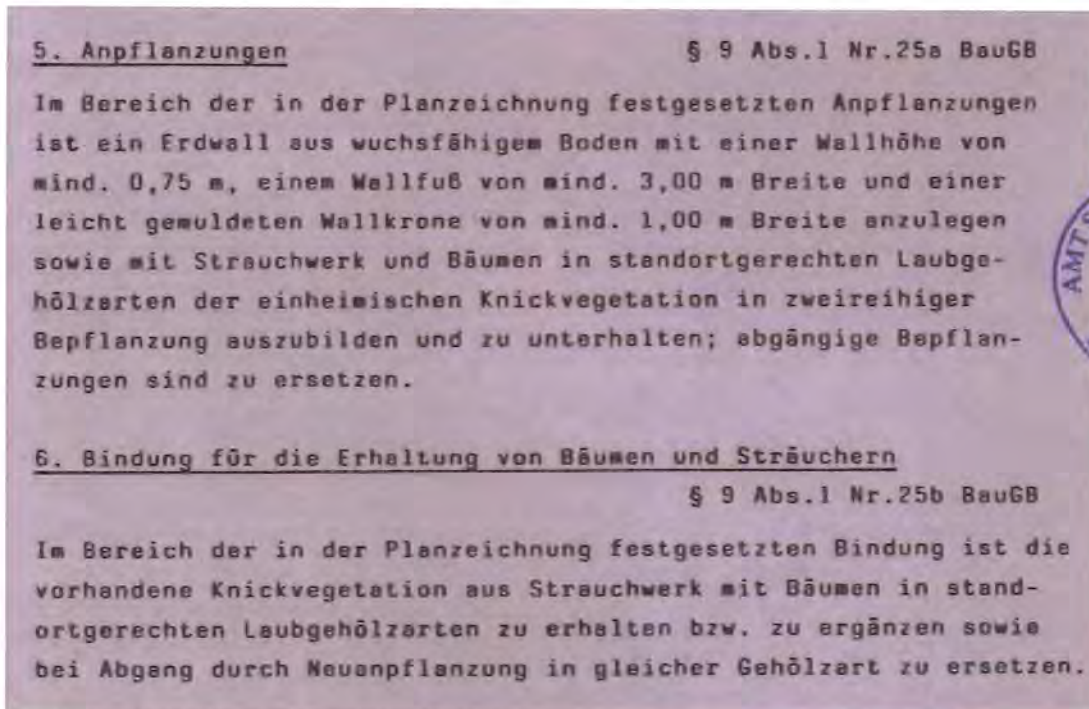 5. Anpflanzungen § 9 Abs.1 Nr.25a BauGB
Im Bereich der in der Planzeichnung festgesetzten Anpflanzungen
ist ein Erdwall aus wuchsfähigem Boden mit einer Wallhöhe von
mind. 0,75 m, einem Wallfuß von mind. 3,00 m Breite und einer
leicht gemuldeten Wallkrone von mind. 1,00 m Breite anzulegen
sowie mit Strauchwerk und Bäumen in standortgerechten Laubge-
hölzarten der einheimischen Knickvegetation in zweireihiger
Bepflanzung auszubilden und zu unterhalten; abgängige Bepflan-
zungen sind zu ersetzen.
AMT
6. Bindung für die Erhaltung von Bäumen und Sträuchern
§ 9 Abs.1 Nr.25b BauGB
Im Bereich der in der Planzeichnung festgesetzten Bindung ist die
vorhandene Knickvegetation aus Strauchwerk mit Bäumen in stand-
ortgerechten Laubgehölzarten zu erhalten bzw. zu ergänzen sowie
bei Abgang durch Neuanpflanzung in gleicher Gehölzart zu ersetzen.